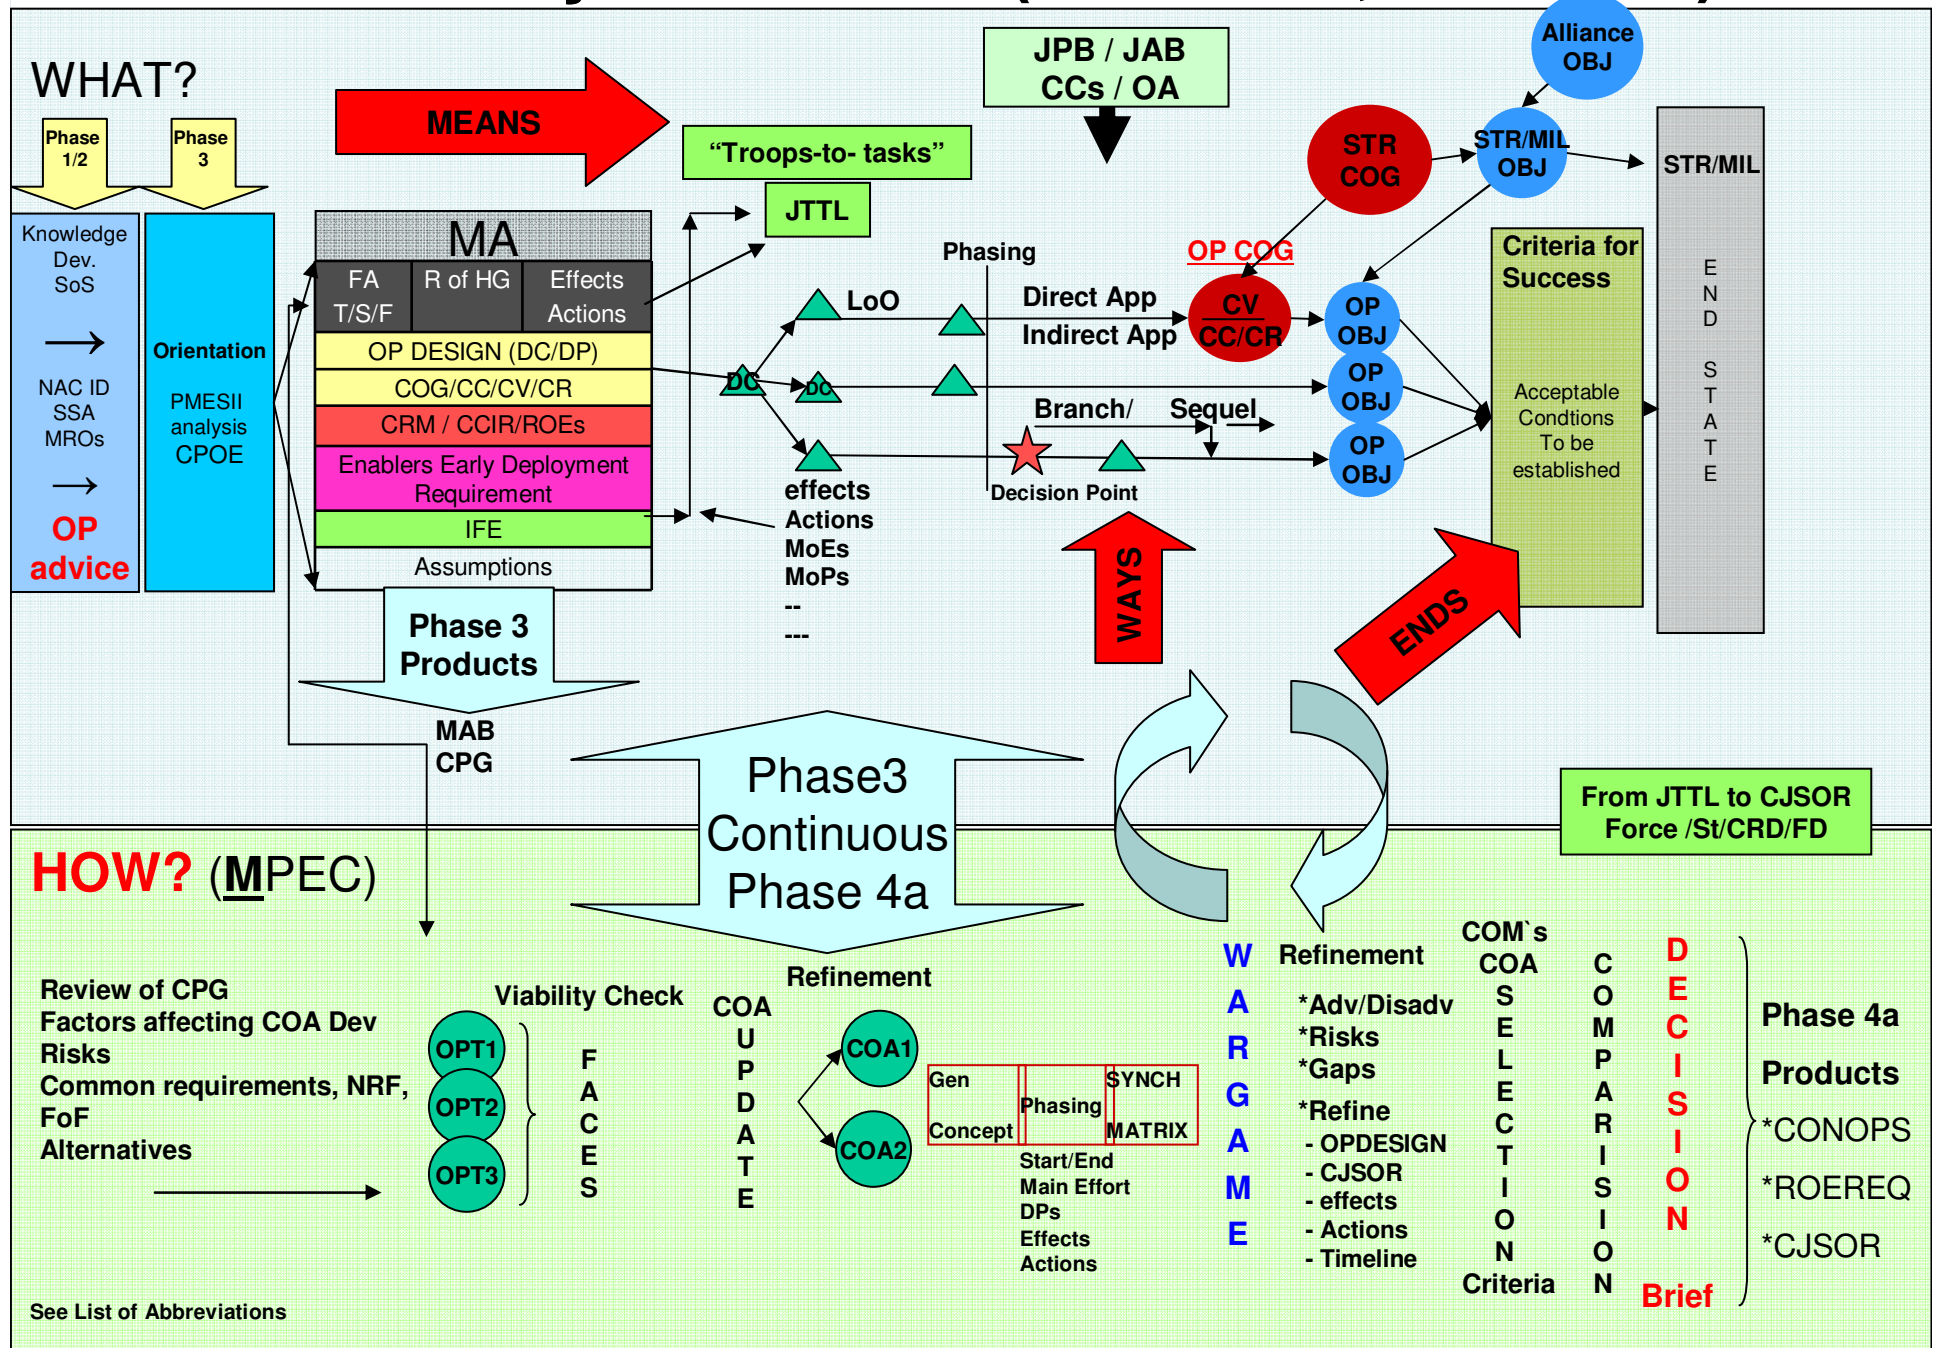 Alliance
OBJ
WHAT?
JPB / JAB
CCs / OA
MEANS
Phase
1/2
Phase
3
"Troops-to- tasks"
JTTL
STR
COG
STR/MIL
OBJ
STR/MIL
E
N
D
S
T
A
T
E
Knowledge
Dev.
SoS
NAC ID
SSA
MROs
OP
advice
Orientation
PMESII
analysis
CPOE
MA
FA
T/S/F
R of HG
Effects
Actions
OP DESIGN (DC/DP)
COG/CC/CV/CR
CRM / CCIR/ROEs
Enablers Early Deployment
Requirement
IFE
Assumptions
Phasing
LoO
Direct App
Indirect App
OP COG
CV
CC/CR
OP
OBJ
OP
OBJ
OP
OBJ
DC
DC
Branch/
Sequel
Decision Point
effects
Actions
MoEs
MoPs
--
---
Criteria for
Success
Acceptable
Condtions
To be
established
WAYS
ENDS
Phase 3
Products
MAB
CPG
Phase3
Continuous
Phase 4a
From JTTL to CJSOR
Force /St/CRD/FD
HOW? (MPEC)
Review of CPG
Factors affecting COA Dev
Risks
Common requirements, NRF,
FoF
Alternatives
OPT1
OPT2
OPT3
Viability Check
F
A
C
E
S
COA
U
P
D
A
T
E
Refinement
COA1
COA2
Gen
Concept
Phasing
SYNCH
MATRIX
Start/End
Main Effort
DPs
Effects
Actions
W
A
R
G
A
M
E
Refinement
*Adv/Disadv
*Risks
*Gaps
*Refine
- OPDESIGN
- CJSOR
- effects
- Actions
- Timeline
COM`s
COA
S
E
L
E
C
T
I
O
N
Criteria
C
O
M
P
A
R
I
S
I
O
N
D
E
C
I
S
I
O
N
Brief
Phase 4a
Products
*CONOPS
*ROEREQ
*CJSOR
See List of Abbreviations